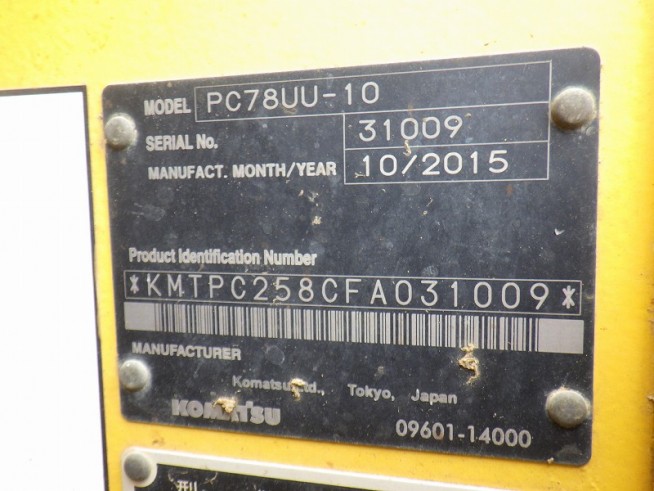 MODEL PC78UU-10
SERIAL No. 31009
MANUFACT. MONTH/YEAR 10/2015
Product Identification Number
*KMTPC258CFA031009*
MANUFACTURER
Komatsu Ltd., Tokyo, Japan
KOMATSU
09601-14000